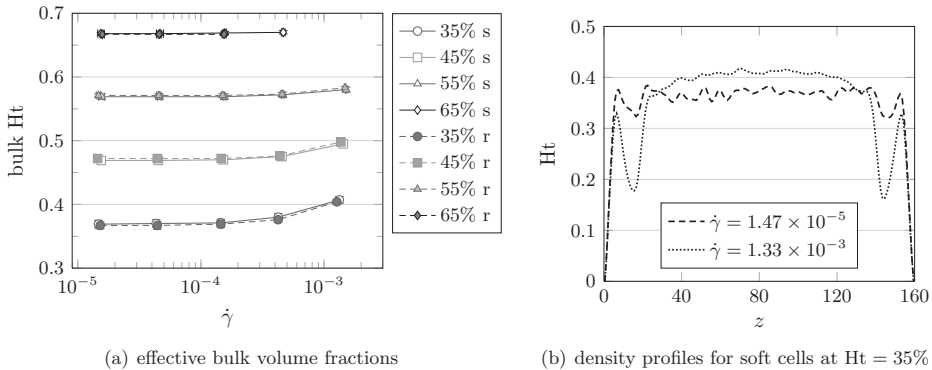 0.7
0.6
0.5
0.4
0.3
bulk Ht
10⁻⁵
10⁻⁴
10⁻³
γ̇
35% s
45% s
55% s
65% s
35% r
45% r
55% r
65% r
(a) effective bulk volume fractions
0.5
0.4
0.3
0.2
0.1
0
Ht
0
40
80
120
160
z
γ̇ = 1.47 × 10⁻⁵
γ̇ = 1.33 × 10⁻³
(b) density profiles for soft cells at Ht = 35%